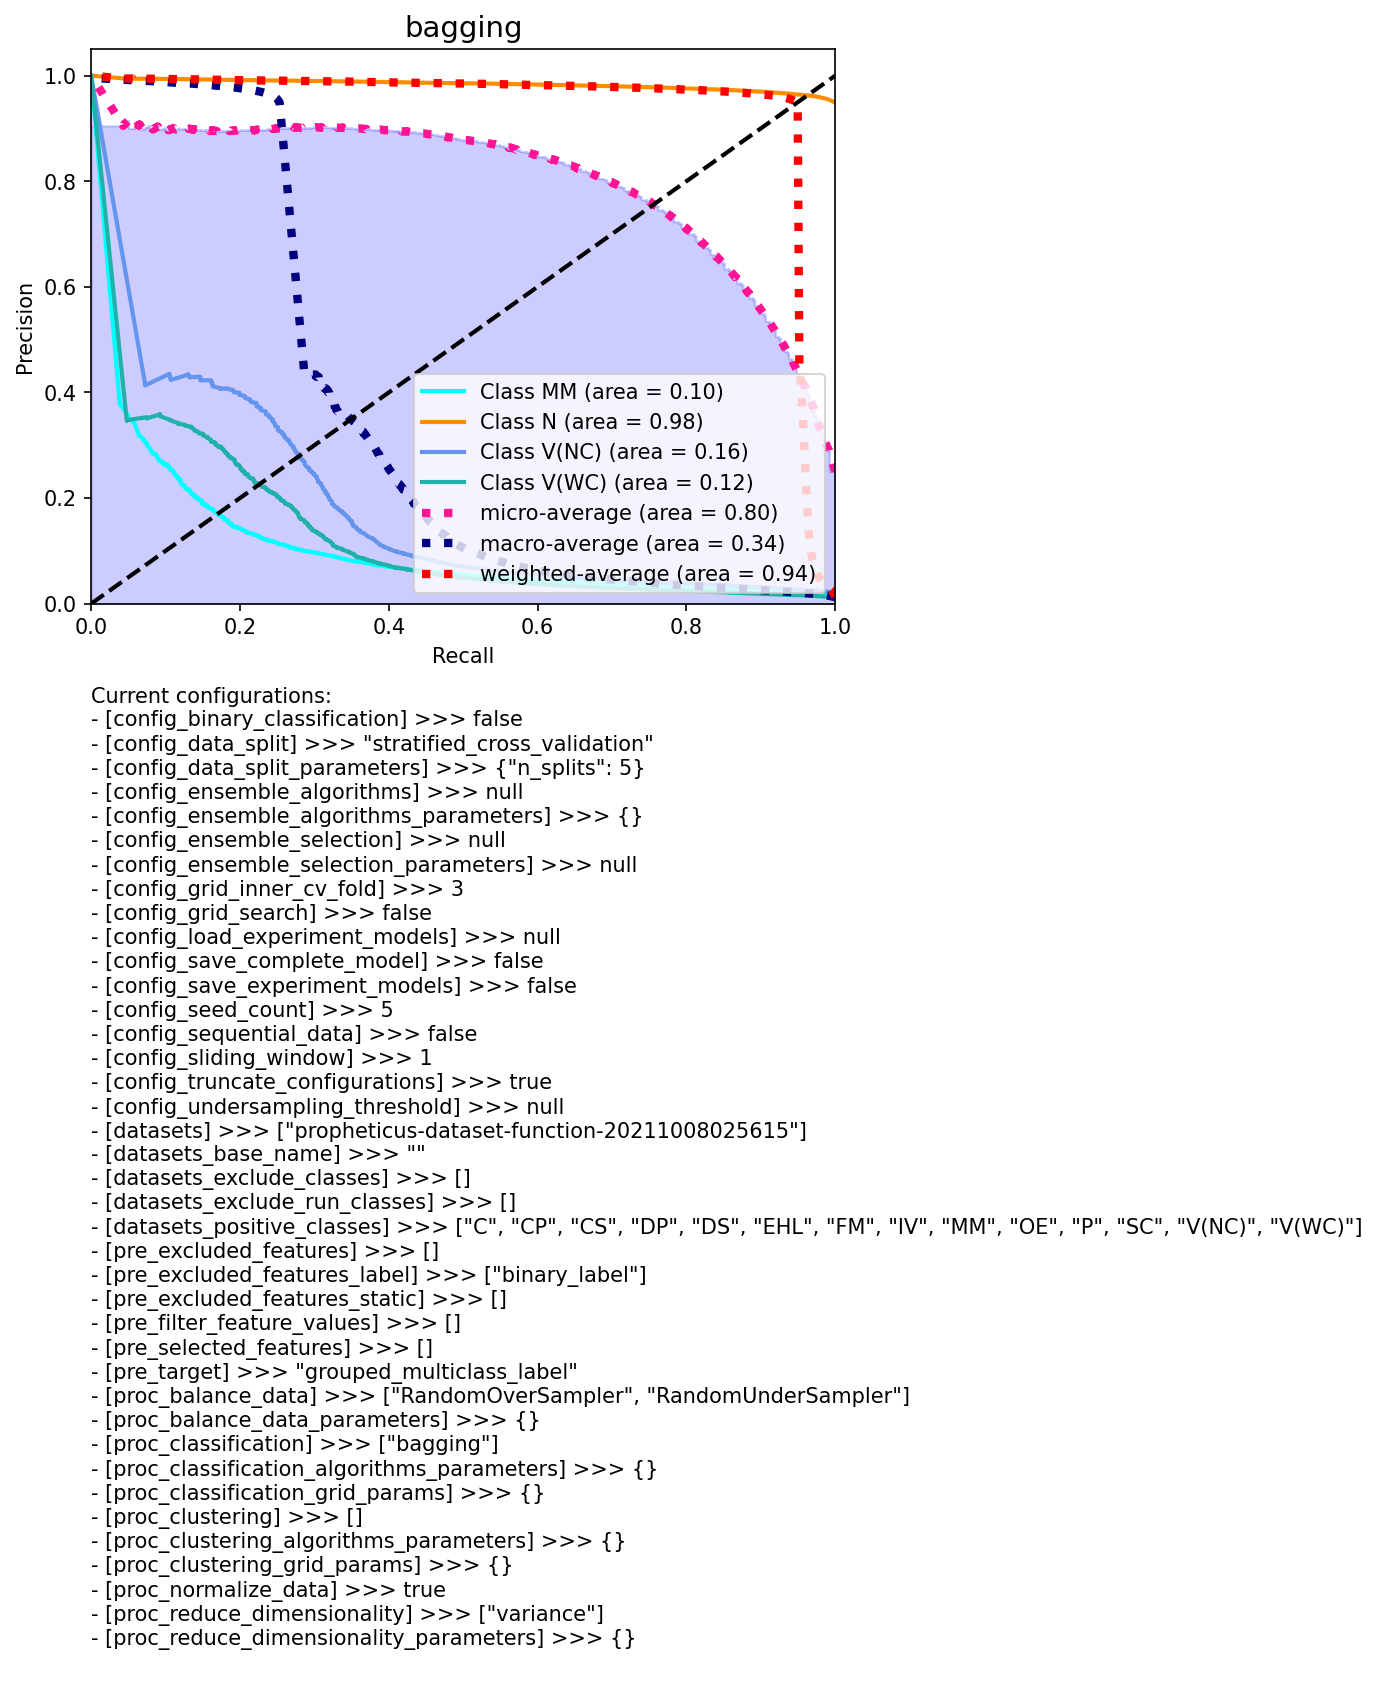 bagging
1.0
0.8
0.6
0.4
0.2
0.0
Precision
Class MM (area = 0.10)
Class N (area = 0.98)
Class V(NC) (area = 0.16)
Class V(WC) (area = 0.12)
micro-average (area = 0.80)
macro-average (area = 0.34)
weighted-average (area = 0.94)
0.0 0.2 0.4 0.6 0.8 1.0
Recall
Current configurations:
- [config_binary_classification] >>> false
- [config_data_split] >>> "stratified_cross_validation"
- [config_data_split_parameters] >>> {"n_splits": 5}
- [config_ensemble_algorithms] >>> null
- [config_ensemble_algorithms_parameters] >>> {}
- [config_ensemble_selection] >>> null
- [config_ensemble_selection_parameters] >>> null
- [config_grid_inner_cv_fold] >>> 3
- [config_grid_search] >>> false
- [config_load_experiment_models] >>> null
- [config_save_complete_model] >>> false
- [config_save_experiment_models] >>> false
- [config_seed_count] >>> 5
- [config_sequential_data] >>> false
- [config_sliding_window] >>> 1
- [config_truncate_configurations] >>> true
- [config_undersampling_threshold] >>> null
- [datasets] >>> ["propheticus-dataset-function-20211008025615"]
- [datasets_base_name] >>> ""
- [datasets_exclude_classes] >>> []
- [datasets_exclude_run_classes] >>> []
- [datasets_positive_classes] >>> ["C", "CP", "CS", "DP", "DS", "EHL", "FM", "IV", "MM", "OE", "P", "SC", "V(NC)", "V(WC)"]
- [pre_excluded_features] >>> []
- [pre_excluded_features_label] >>> ["binary_label"]
- [pre_excluded_features_static] >>> []
- [pre_filter_feature_values] >>> []
- [pre_selected_features] >>> []
- [pre_target] >>> "grouped_multiclass_label"
- [proc_balance_data] >>> ["RandomOverSampler", "RandomUnderSampler"]
- [proc_balance_data_parameters] >>> {}
- [proc_classification] >>> ["bagging"]
- [proc_classification_algorithms_parameters] >>> {}
- [proc_classification_grid_params] >>> {}
- [proc_clustering] >>> []
- [proc_clustering_algorithms_parameters] >>> {}
- [proc_clustering_grid_params] >>> {}
- [proc_normalize_data] >>> true
- [proc_reduce_dimensionality] >>> ["variance"]
- [proc_reduce_dimensionality_parameters] >>> {}